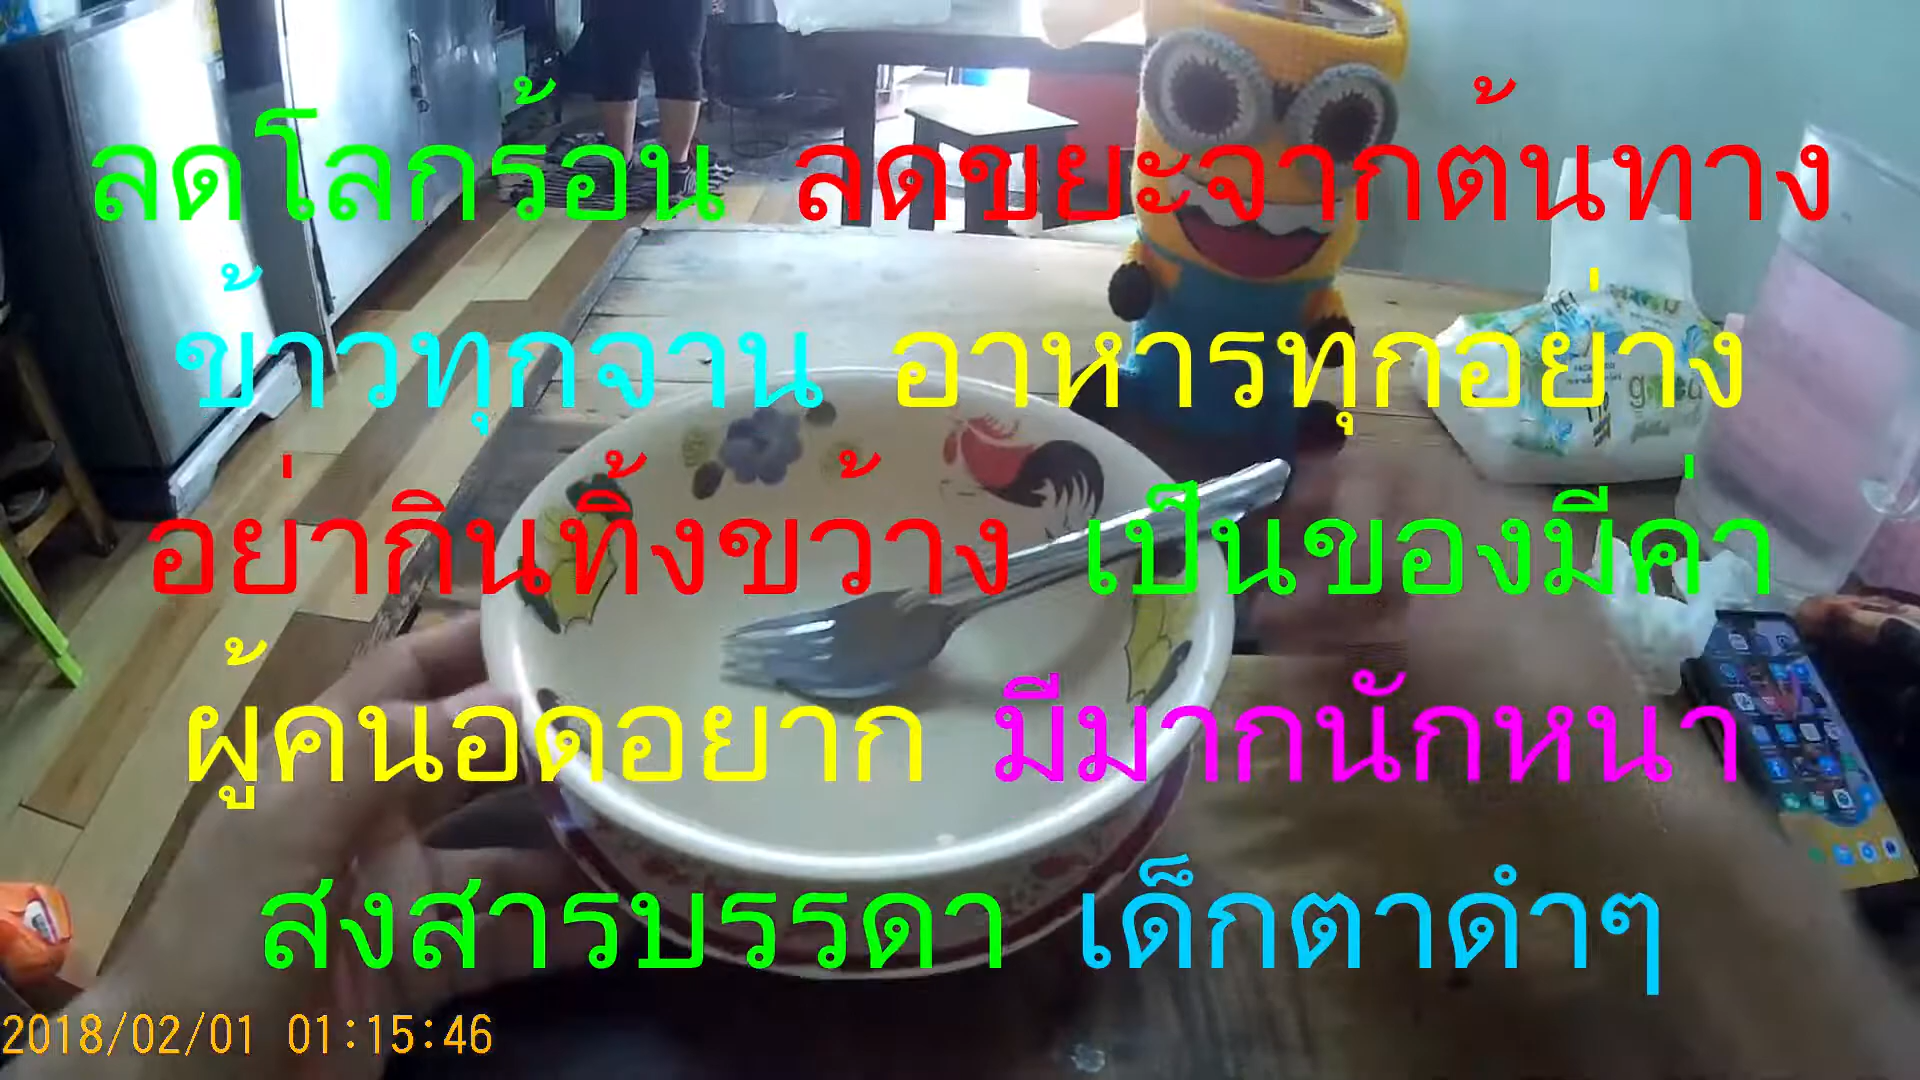 ลดโลกร้อน ลดขยะจากต้นทาง
ข้าวทุกจาน อาหารทุกอย่าง
อย่ากินทิ้งขว้าง เป็นของมีค่า
ผู้คนอดอยาก มีมากนักหนา
สงสารบรรดา เด็กตาดำๆ
2018/02/01 01:15:46